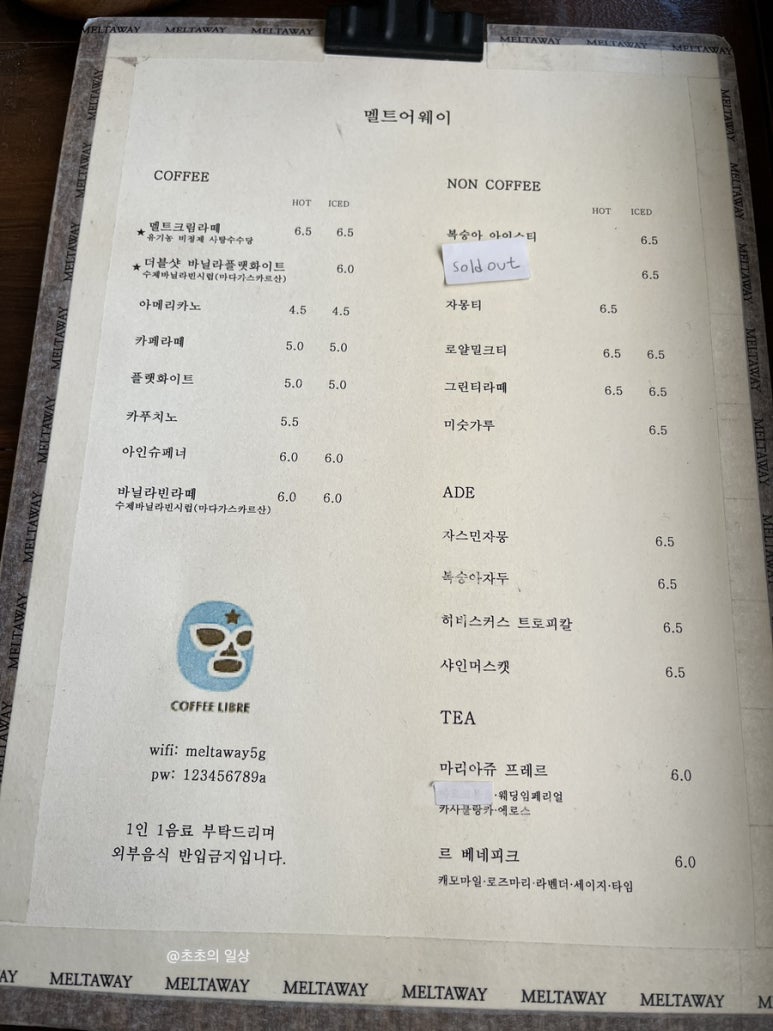 MELTAWAY MELTAWAY MELTAWAY MELTAWAY MELTAWAY MELTAWAY
멜트어웨이
COFFEE
HOT ICED
★ 멜트크림라떼 6.5 6.5
유기농 비정제 사탕수수당
★ 더블샷 바닐라플랫화이트 6.0
수제바닐라빈시럽(마다가스카르산)
아메리카노 4.5 4.5
카페라떼 5.0 5.0
플랫화이트 5.0 5.0
카푸치노 5.5
아인슈페너 6.0 6.0
바닐라빈라떼 6.0 6.0
수제바닐라빈시럽(마다가스카르산)
COFFEE LIBRE
wifi: meltaway5g
pw: 123456789a
1인 1음료 부탁드리며
외부음식 반입금지입니다.
NON COFFEE
HOT ICED
복숭아 아이스티 6.5
sold out 6.5
자몽티 6.5
로얄밀크티 6.5 6.5
그린티라떼 6.5 6.5
미숫가루 6.5
ADE
자스민자몽 6.5
복숭아자두 6.5
히비스커스 트로피칼 6.5
샤인머스캣 6.5
TEA
마리아쥬 프레르 6.0
·웨딩임페리얼
카사블랑카·에로스
르 베네피크 6.0
캐모마일·로즈마리·라벤더·세이지·타임
@초초의 일상
MELTAWAY MELTAWAY MELTAWAY MELTAWAY MELTAWAY MELTAWAY